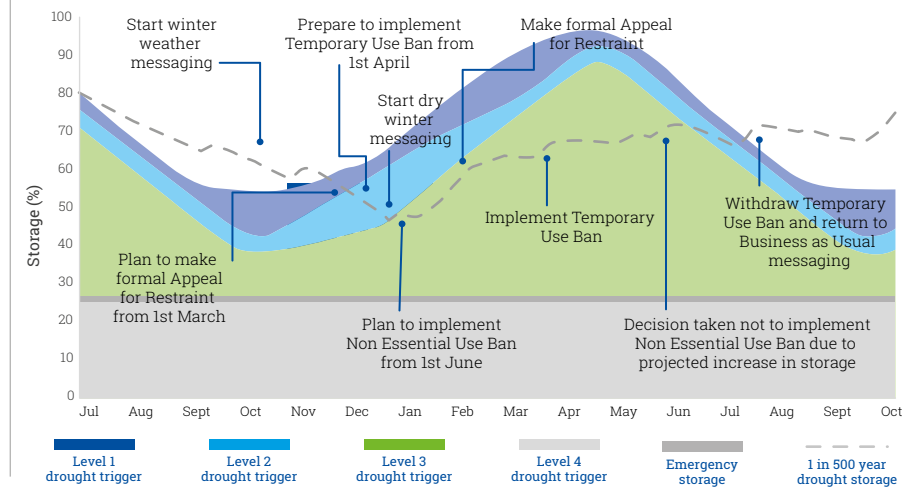 100
90
80
70
60
50
40
30
20
10
0
Storage (%)
Start winter
weather
messaging
Prepare to implement
Temporary Use Ban from
1st April
Make formal Appeal
for Restraint
Start dry
winter
messaging
Plan to make
formal Appeal
for Restraint
from 1st March
Implement Temporary
Use Ban
Withdraw Temporary
Use Ban and return to
Business as Usual
messaging
Plan to implement
Non Essential Use Ban
from 1st June
Decision taken not to implement
Non Essential Use Ban due to
projected increase in storage
Jul Aug Sept Oct Nov Dec Jan Feb Mar Apr May Jun Jul Aug Sept Oct
Level 1
drought trigger
Level 2
drought trigger
Level 3
drought trigger
Level 4
drought trigger
Emergency
storage
1 in 500 year
drought storage